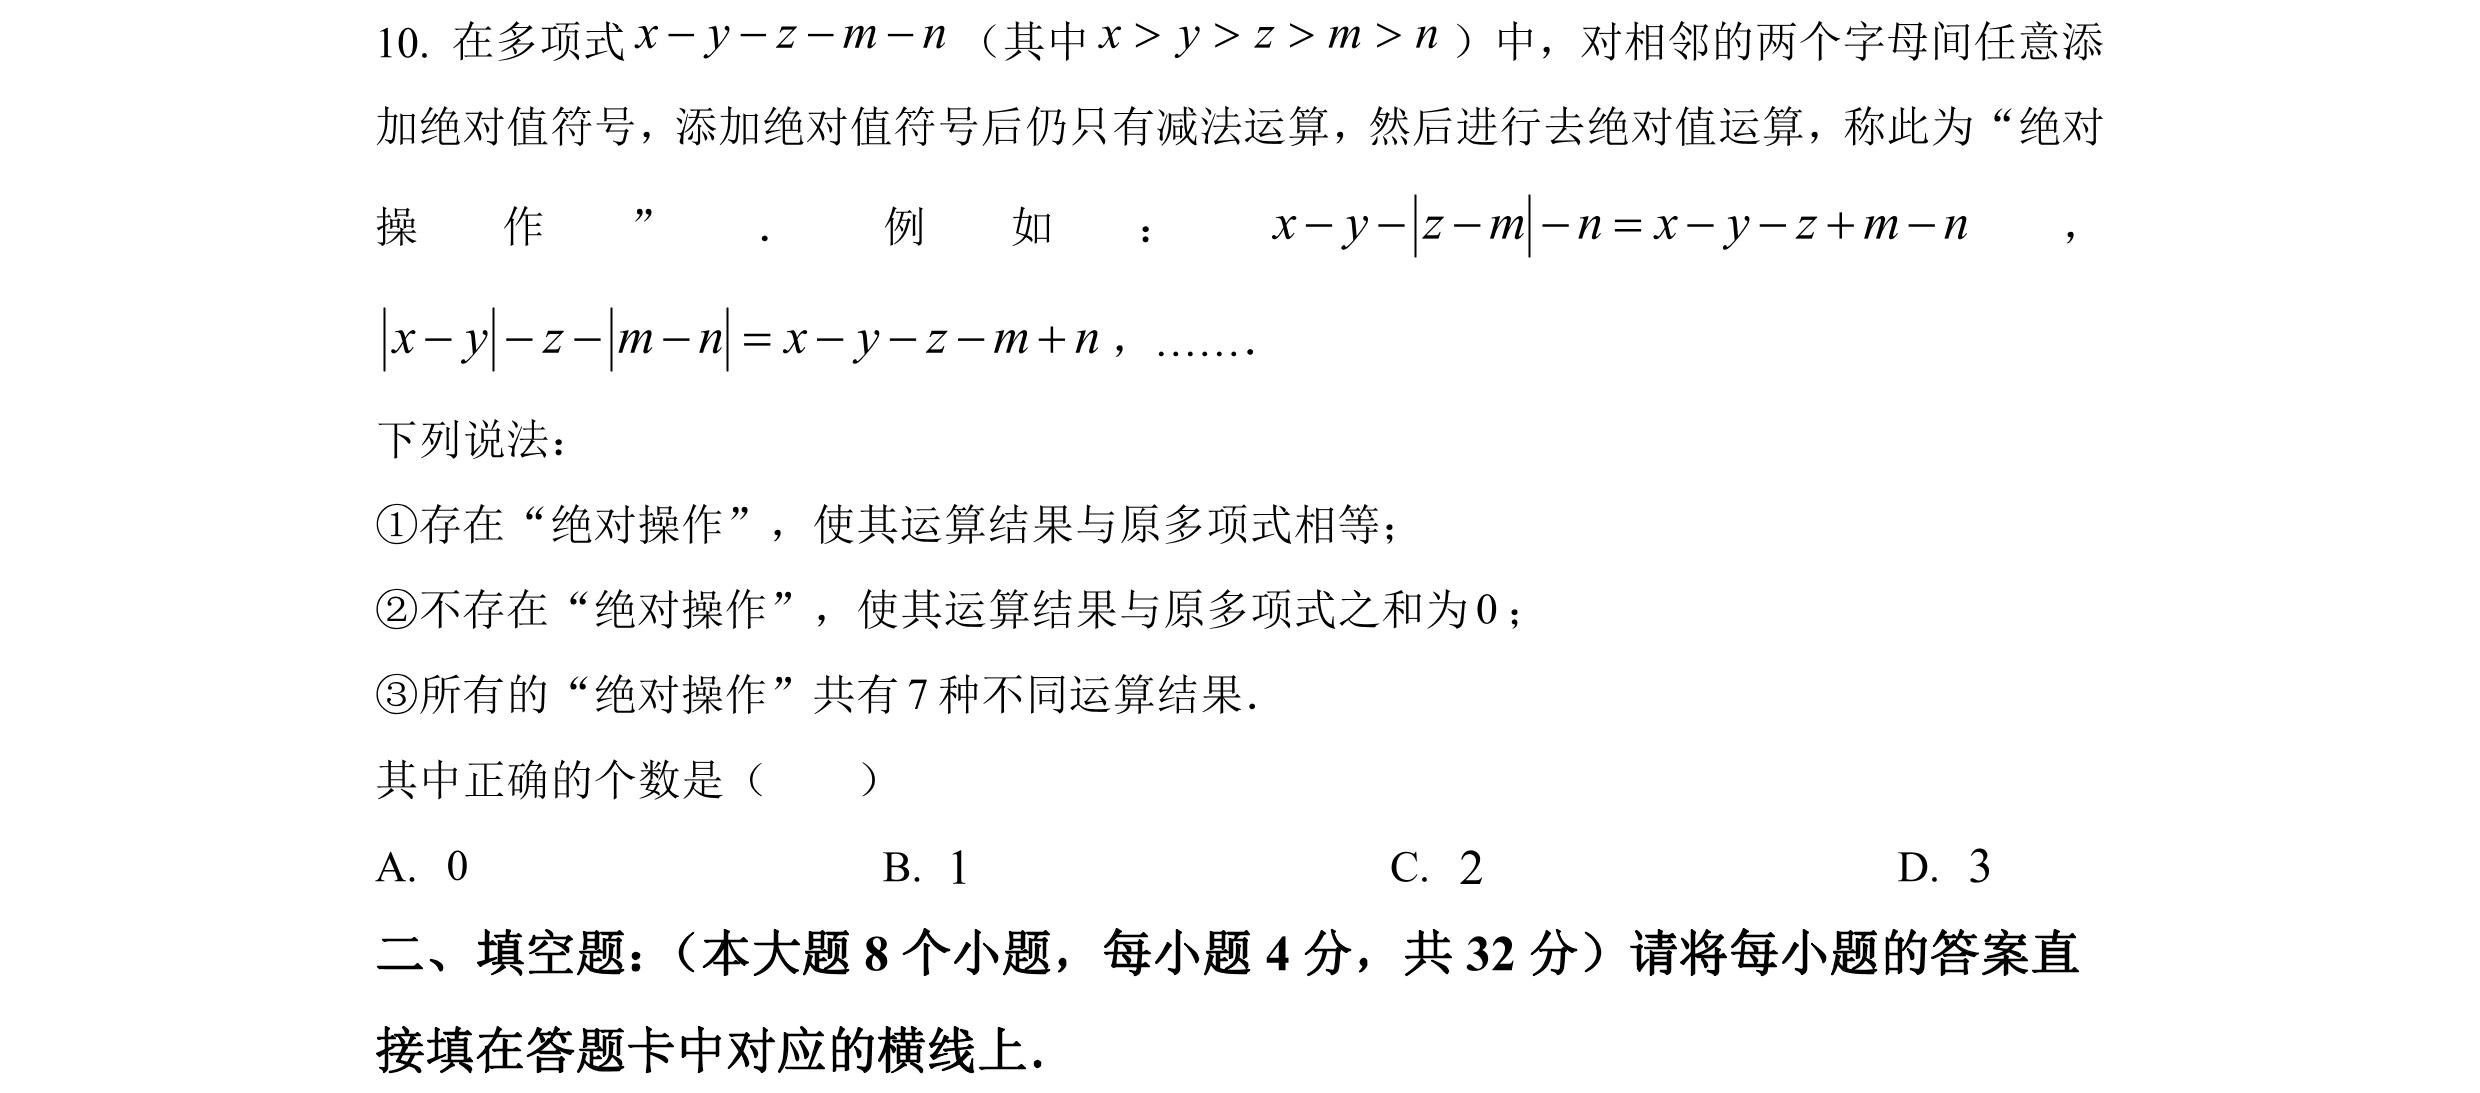 10. 在多项式x－y－z－m－n（其中x＞y＞z＞m＞n）中，对相邻的两个字母间任意添
加绝对值符号，添加绝对值符号后仍只有减法运算，然后进行去绝对值运算，称此为“绝对
操作”．例如：x－y－|z－m|－n＝x－y－z＋m－n，
|x－y|－z－|m－n|＝x－y－z－m＋n，…….
下列说法：
①存在“绝对操作”，使其运算结果与原多项式相等；
②不存在“绝对操作”，使其运算结果与原多项式之和为0；
③所有的“绝对操作”共有7种不同运算结果．
其中正确的个数是（　　）
A. 0 B. 1 C. 2 D. 3
二、填空题：（本大题8个小题，每小题4分，共32分）请将每小题的答案直
接填在答题卡中对应的横线上．